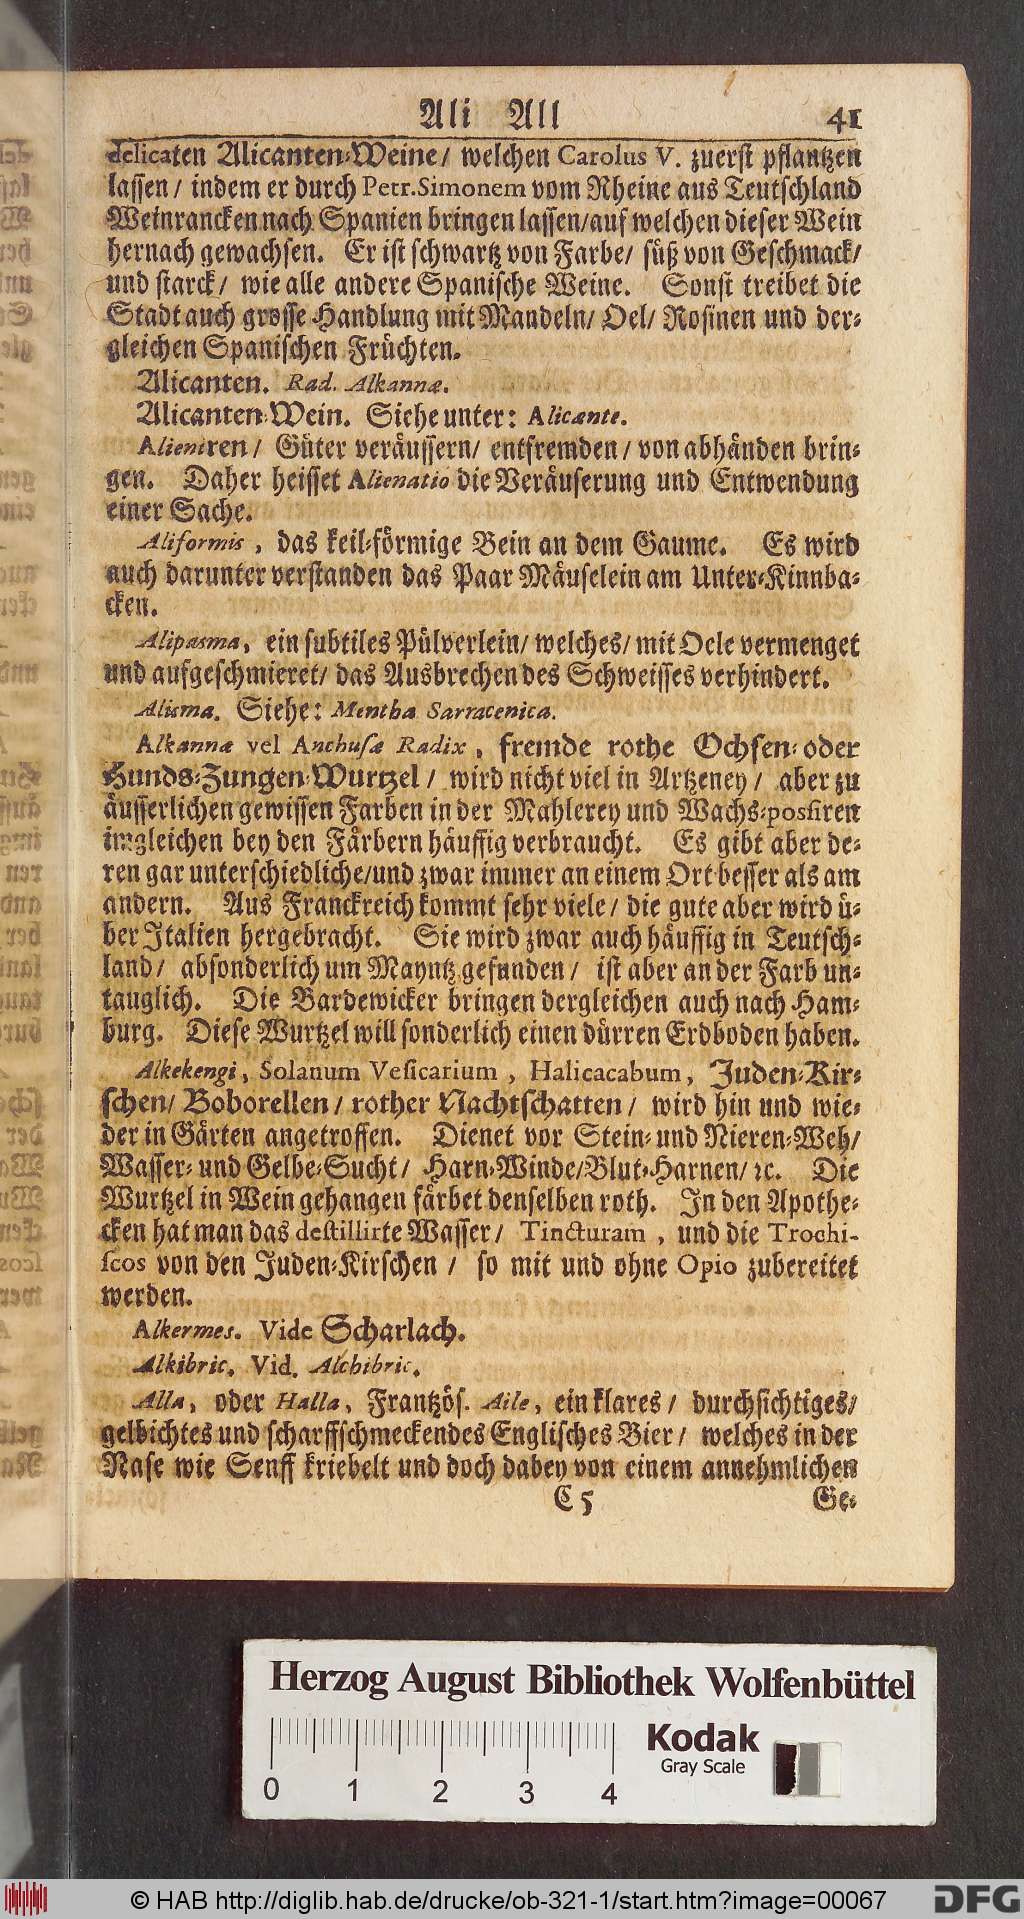 Ali All 41
delicaten Alicanten-Weine/ welchen Carolus V. zuerst pflantzen
lassen/ indem er durch Petr. Simonem vom Rheine aus Teutschland
Weinrancken nach Spanien bringen lassen/ auf welchen dieser Wein
hernach gewachsen. Er ist schwartz von Farbe/ süß von Geschmack/
und starck/ wie alle andere Spanische Weine. Sonst treibet die
Stadt auch grosse Handlung mit Mandeln/ Oel/ Rosinen und der-
gleichen Spanischen Früchten.
Alicanten. Rad. Alkannæ.
Alicanten-Wein. Siehe unter: Alicante.
Alieniren/ Güter veräussern/ entfremden/ von abhänden brin-
gen. Daher heisset Alienatio die Veräuserung und Entwendung
einer Sache.
Aliformis, das keil-förmige Bein an dem Gaume. Es wird
auch darunter verstanden das Paar Mäuselein am Unter-Kinnba-
cken.
Alipasma, ein subtiles Pülverlein/ welches/ mit Oele vermenget
und aufgeschmieret/ das Ausbrechen des Schweisses verhindert.
Alisma. Siehe: Mentha Sarracenica.
Alkannæ vel Anchusæ Radix, fremde rothe Ochsen- oder
Hunds-Zungen-Wurtzel/ wird nicht viel in Artzeney/ aber zu
äusserlichen gewissen Farben in der Mahlerey und Wachs-posiren
imgleichen bey den Färbern häuffig verbraucht. Es gibt aber de-
ren gar unterschiedliche/ und zwar immer an einem Ort besser als am
andern. Aus Franckreich kommt sehr viele/ die gute aber wird ü-
ber Italien hergebracht. Sie wird zwar auch häuffig in Teutsch-
land/ absonderlich um Mayntz gefunden/ ist aber an der Farb un-
tauglich. Die Bardewicker bringen dergleichen auch nach Ham-
burg. Diese Wurtzel will sonderlich einen dürren Erdboden haben.
Alkekengi, Solanum Vesicarium, Halicacabum, Juden-Kir-
schen/ Boborellen/ rother Nachtschatten/ wird hin und wie-
der in Gärten angetroffen. Dienet vor Stein- und Nieren-Weh/
Wasser- und Gelbe-Sucht/ Harn-Winde/ Blut-Harnen/ ꝛc. Die
Wurtzel in Wein gehangen färbet denselben roth. In den Apothe-
cken hat man das destillirte Wasser/ Tincturam, und die Trochi-
scos von den Juden-Kirschen/ so mit und ohne Opio zubereitet
werden.
Alkermes. Vide Scharlach.
Alkibric. Vid. Alchibric.
Alla, oder Halla, Frantzös. Aile, ein klares/ durchsichtiges/
gelbichtes und scharffschmeckendes Englisches Bier/ welches in der
Nase wie Senff kriebelt und doch dabey von einem annehmlichen
C 5 Ge-
Herzog August Bibliothek Wolfenbüttel
Kodak
Gray Scale
0 1 2 3 4
© HAB http://diglib.hab.de/drucke/ob-321-1/start.htm?image=00067
DFG